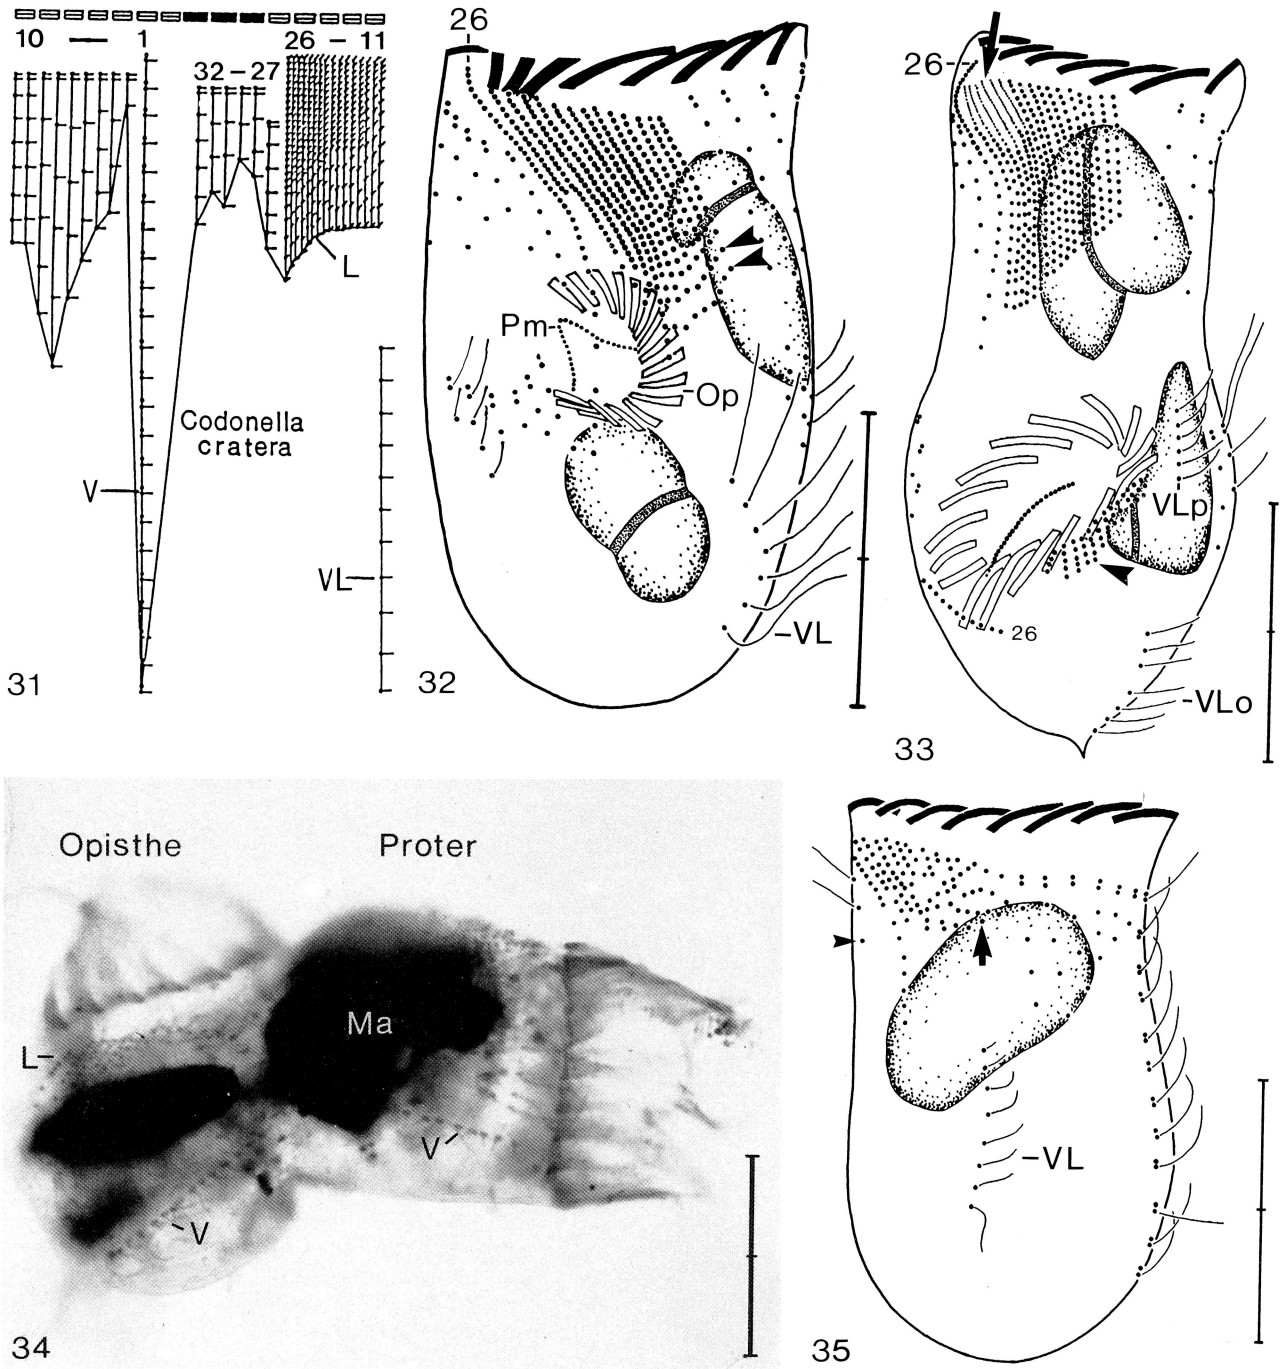 10 — 1
32 – 27
26 – 11
L
Codonella
cratera
V
VL
31
26
Pm
Op
VL
32
26
VLp
26
VLo
33
Opisthe
Proter
Ma
L
V
V
34
VL
35